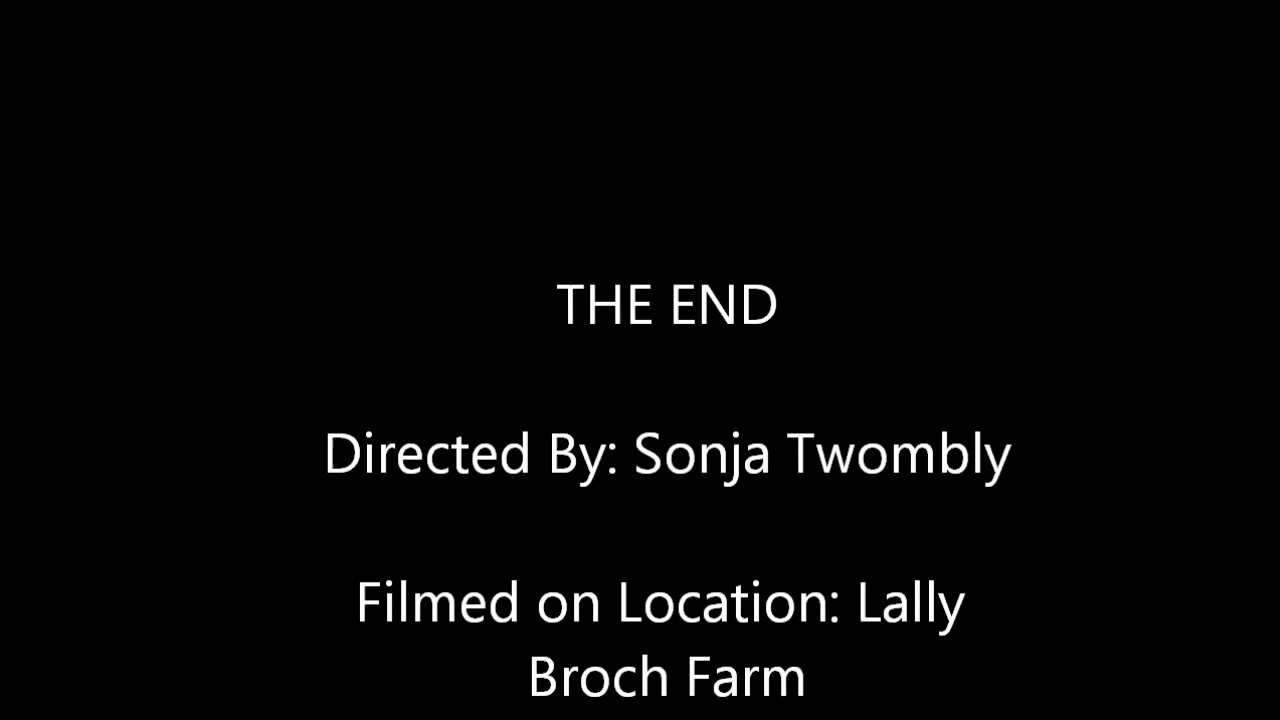 THE END
Directed By: Sonja Twombly
Filmed on Location: Lally
Broch Farm